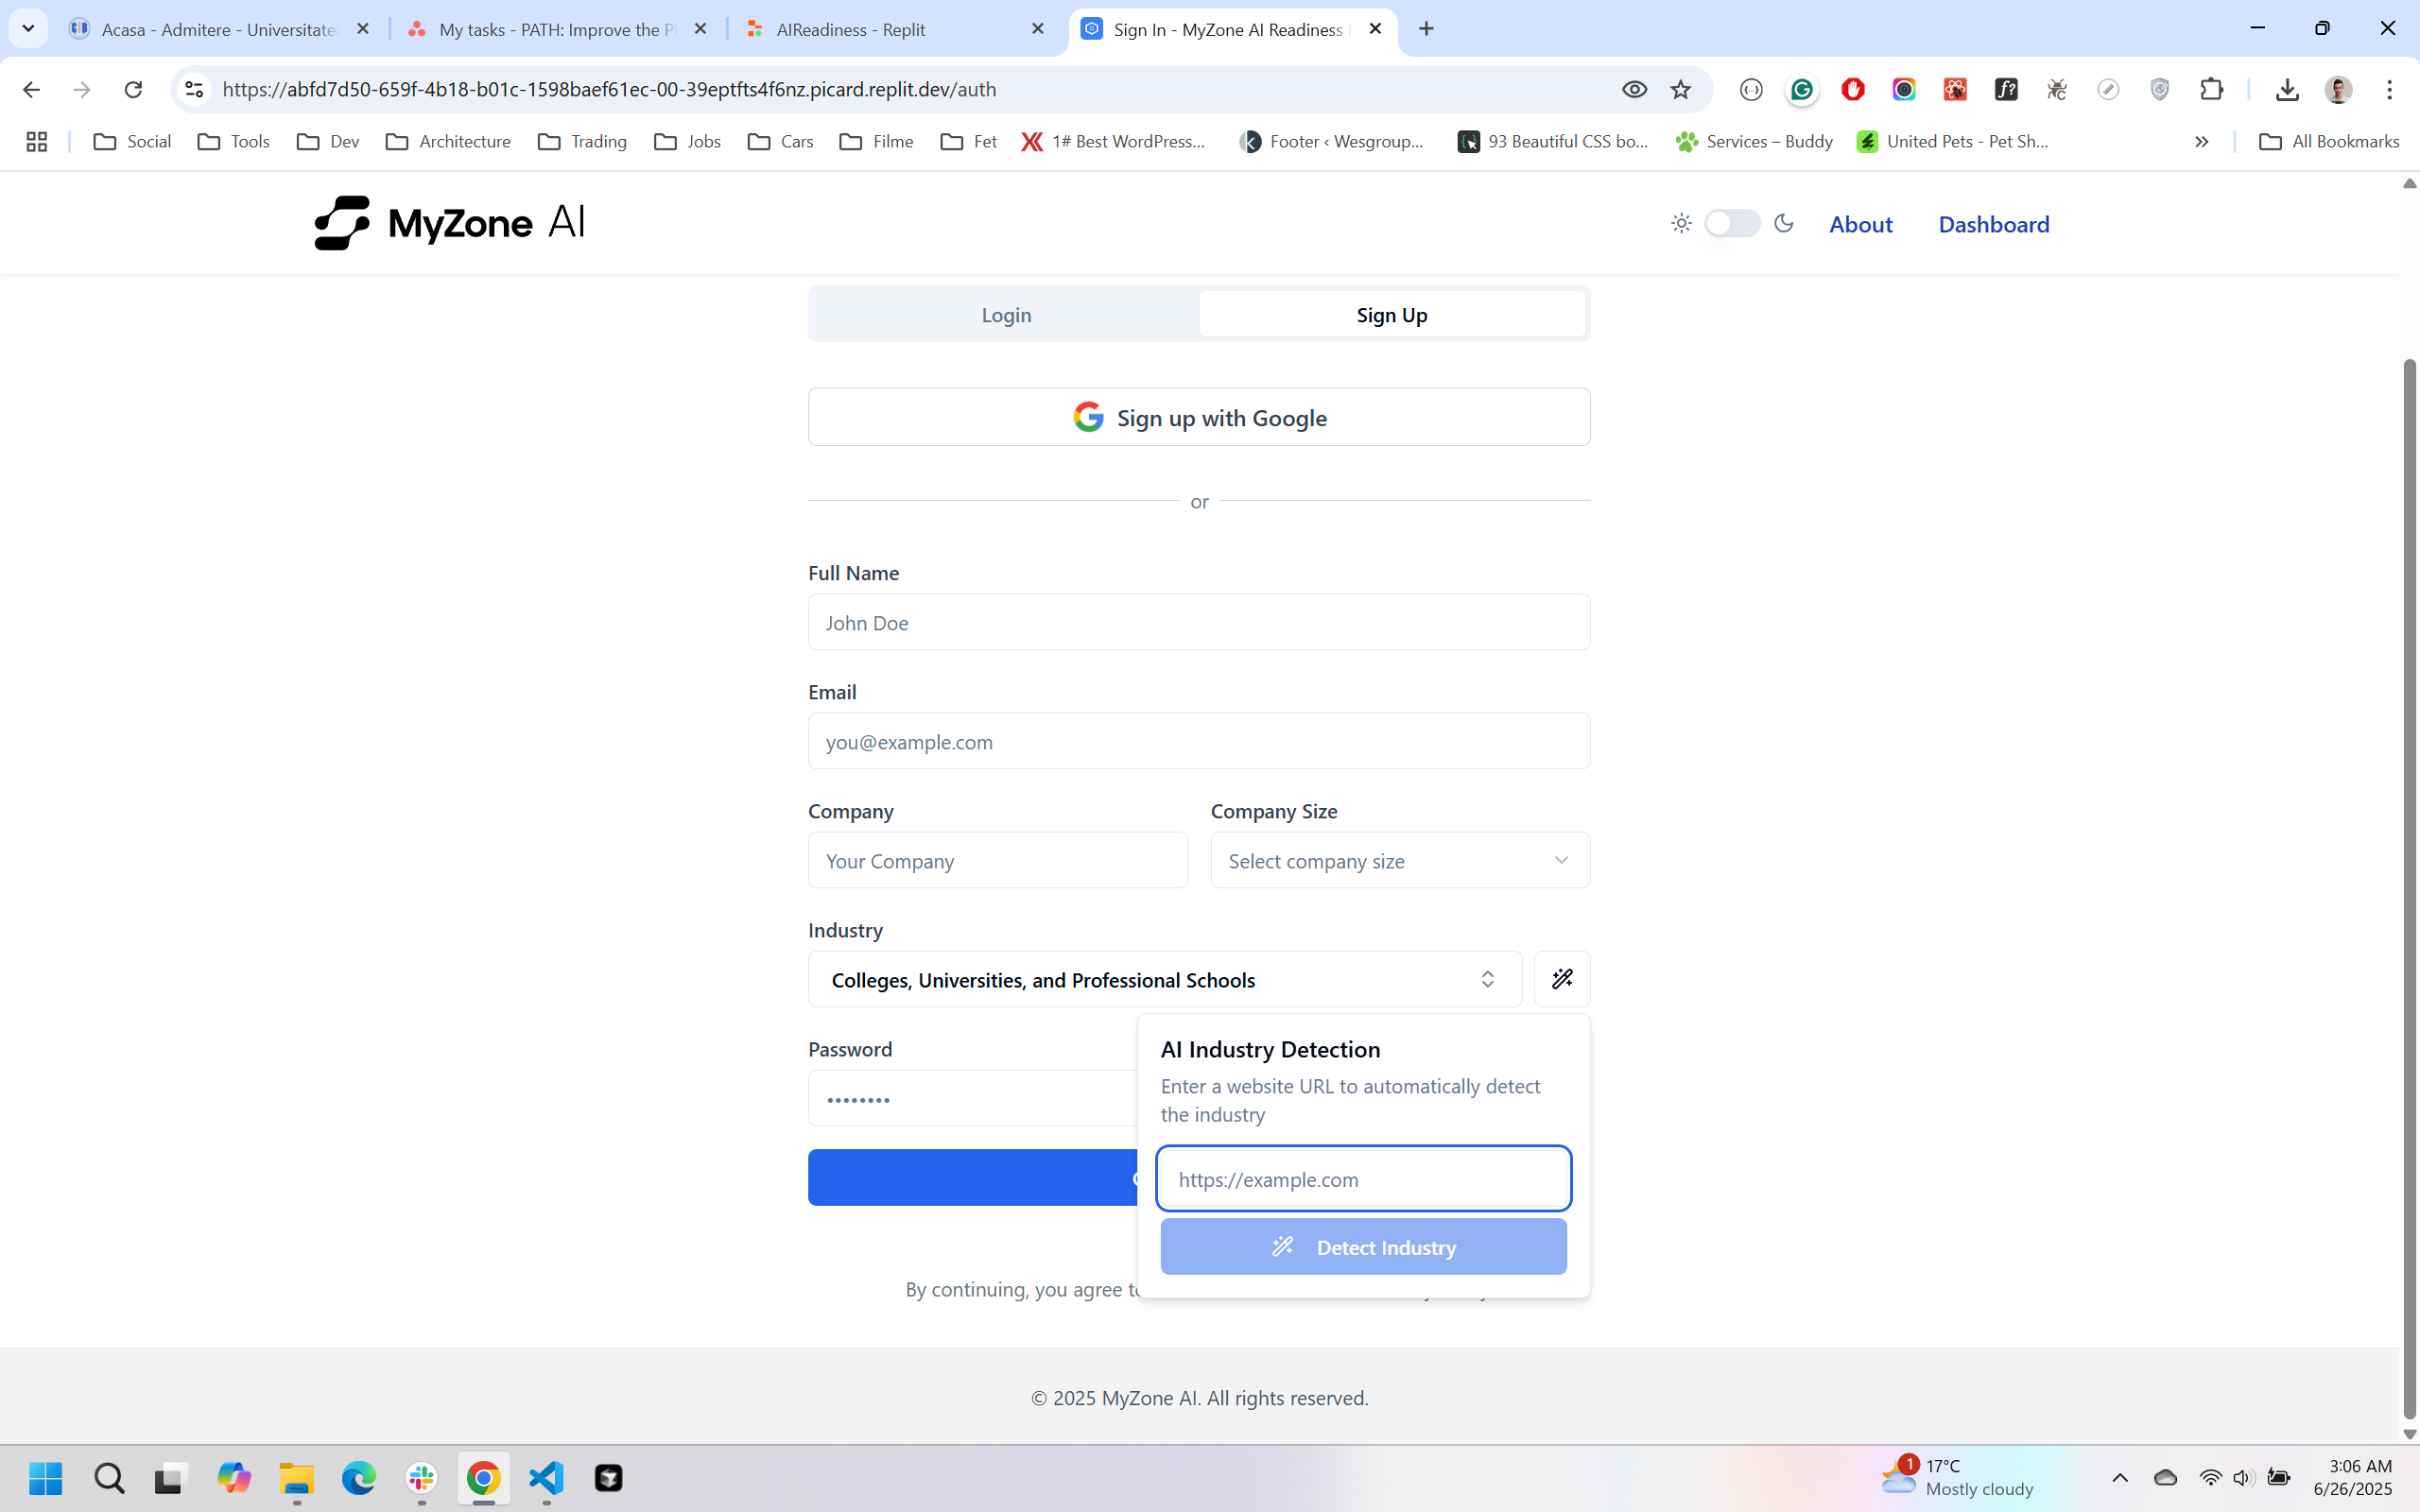 Acasa - Admitere - Universitate
My tasks - PATH: Improve the P
AIReadiness - Replit
Sign In - MyZone AI Readiness
https://abfd7d50-659f-4b18-b01c-1598baef61ec-00-39eptfts4f6nz.picard.replit.dev/auth
Social
Tools
Dev
Architecture
Trading
Jobs
Cars
Filme
Fet
1# Best WordPress...
Footer ‹ Wesgroup...
93 Beautiful CSS bo...
Services – Buddy
United Pets - Pet Sh...
All Bookmarks
MyZone AI
About
Dashboard
Login
Sign Up
Sign up with Google
or
Full Name
John Doe
Email
you@example.com
Company
Company Size
Your Company
Select company size
Industry
Colleges, Universities, and Professional Schools
Password
••••••••
AI Industry Detection
Enter a website URL to automatically detect
the industry
https://example.com
Detect Industry
By continuing, you agree
© 2025 MyZone AI. All rights reserved.
1
17°C
Mostly cloudy
3:06 AM
6/26/2025